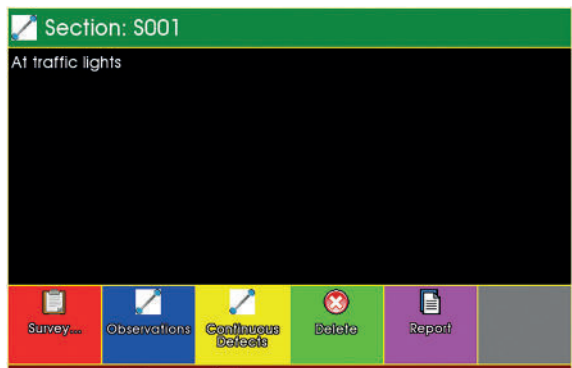 Section: S001
At traffic lights
Survey....
Observations
Continuous
Defects
Delete
Report